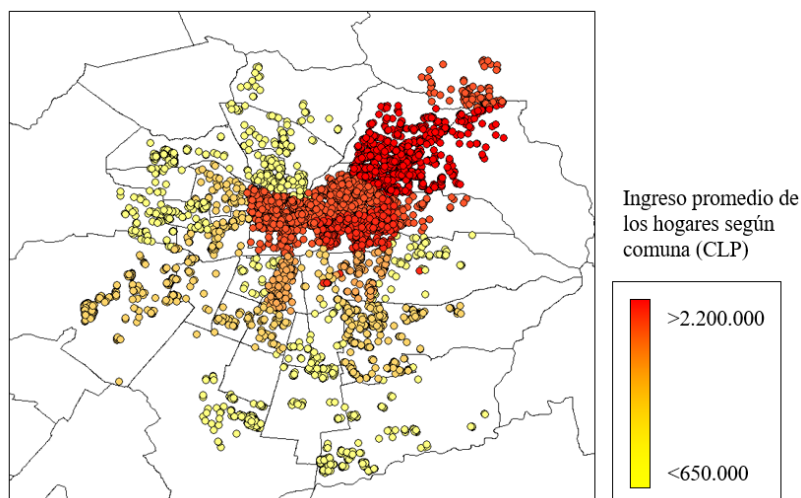 Ingreso promedio de
los hogares según
comuna (CLP)
>2.200.000
<650.000